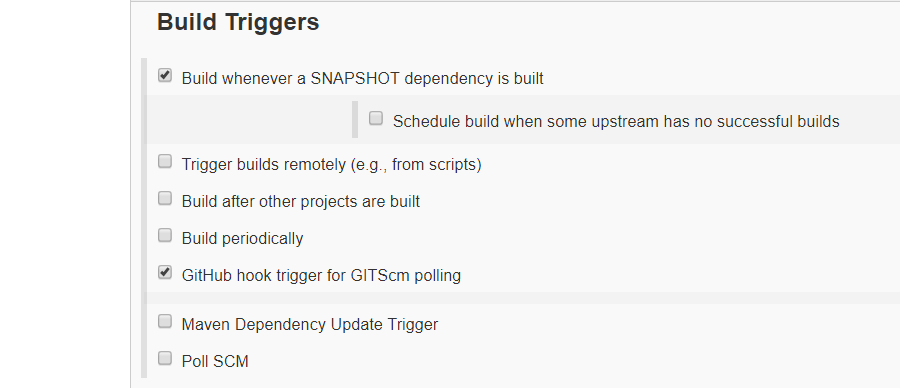 Build Triggers
Build whenever a SNAPSHOT dependency is built
Schedule build when some upstream has no successful builds
Trigger builds remotely (e.g., from scripts)
Build after other projects are built
Build periodically
GitHub hook trigger for GITScm polling
Maven Dependency Update Trigger
Poll SCM